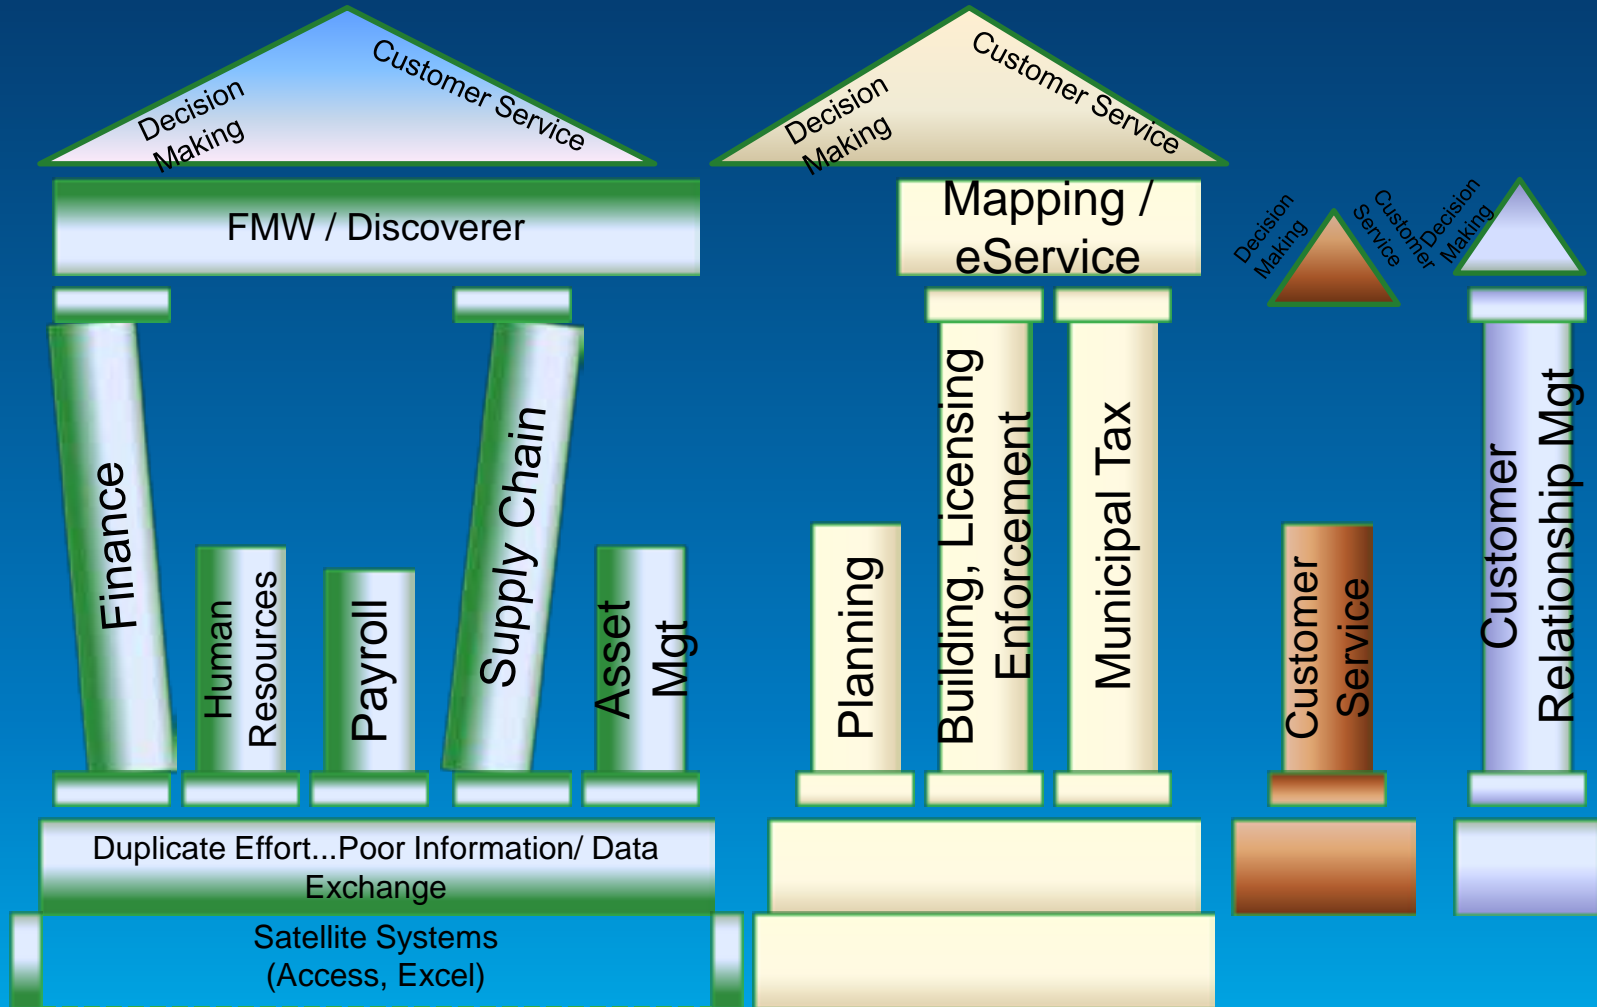 Decision
Making
Customer Service
FMW / Discoverer
Finance
Human
Resources
Payroll
Supply Chain
Asset
Mgt
Duplicate Effort...Poor Information/ Data
Exchange
Satellite Systems
(Access, Excel)
Decision
Making
Customer Service
Mapping /
eService
Planning
Building, Licensing
Enforcement
Municipal Tax
Decision
Making
Customer
Service
Customer
Service
Decision
Making
Customer
Relationship Mgt